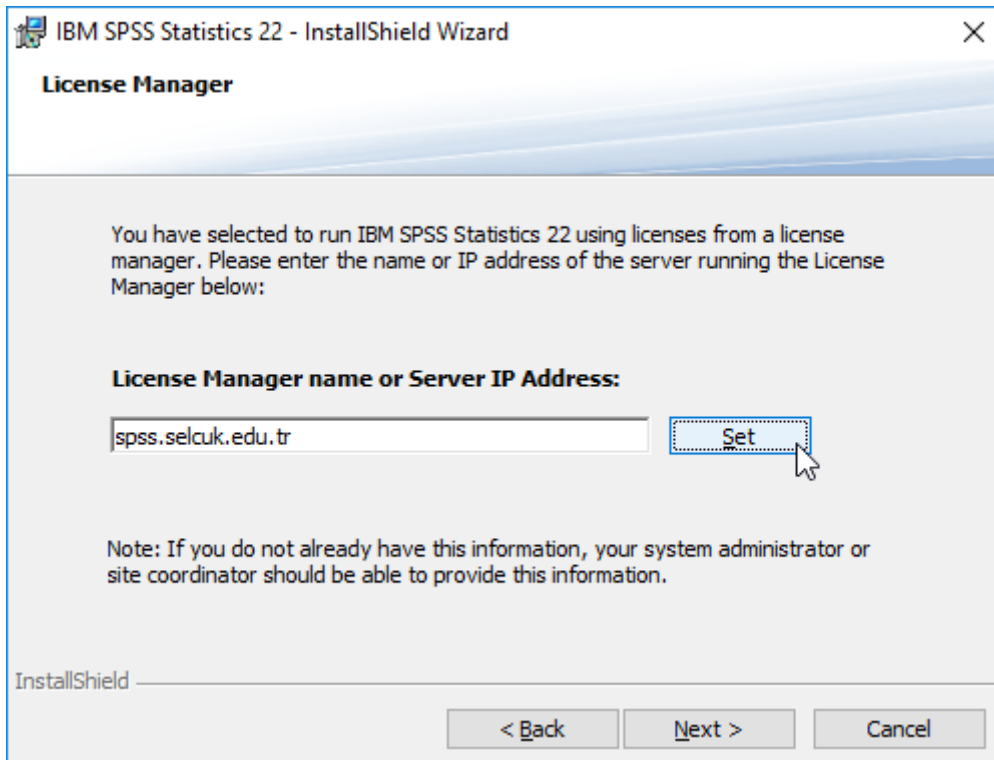 IBM SPSS Statistics 22 - InstallShield Wizard
License Manager
You have selected to run IBM SPSS Statistics 22 using licenses from a license
manager. Please enter the name or IP address of the server running the License
Manager below:
License Manager name or Server IP Address:
spss.selcuk.edu.tr
Set
Note: If you do not already have this information, your system administrator or
site coordinator should be able to provide this information.
InstallShield
< Back
Next >
Cancel